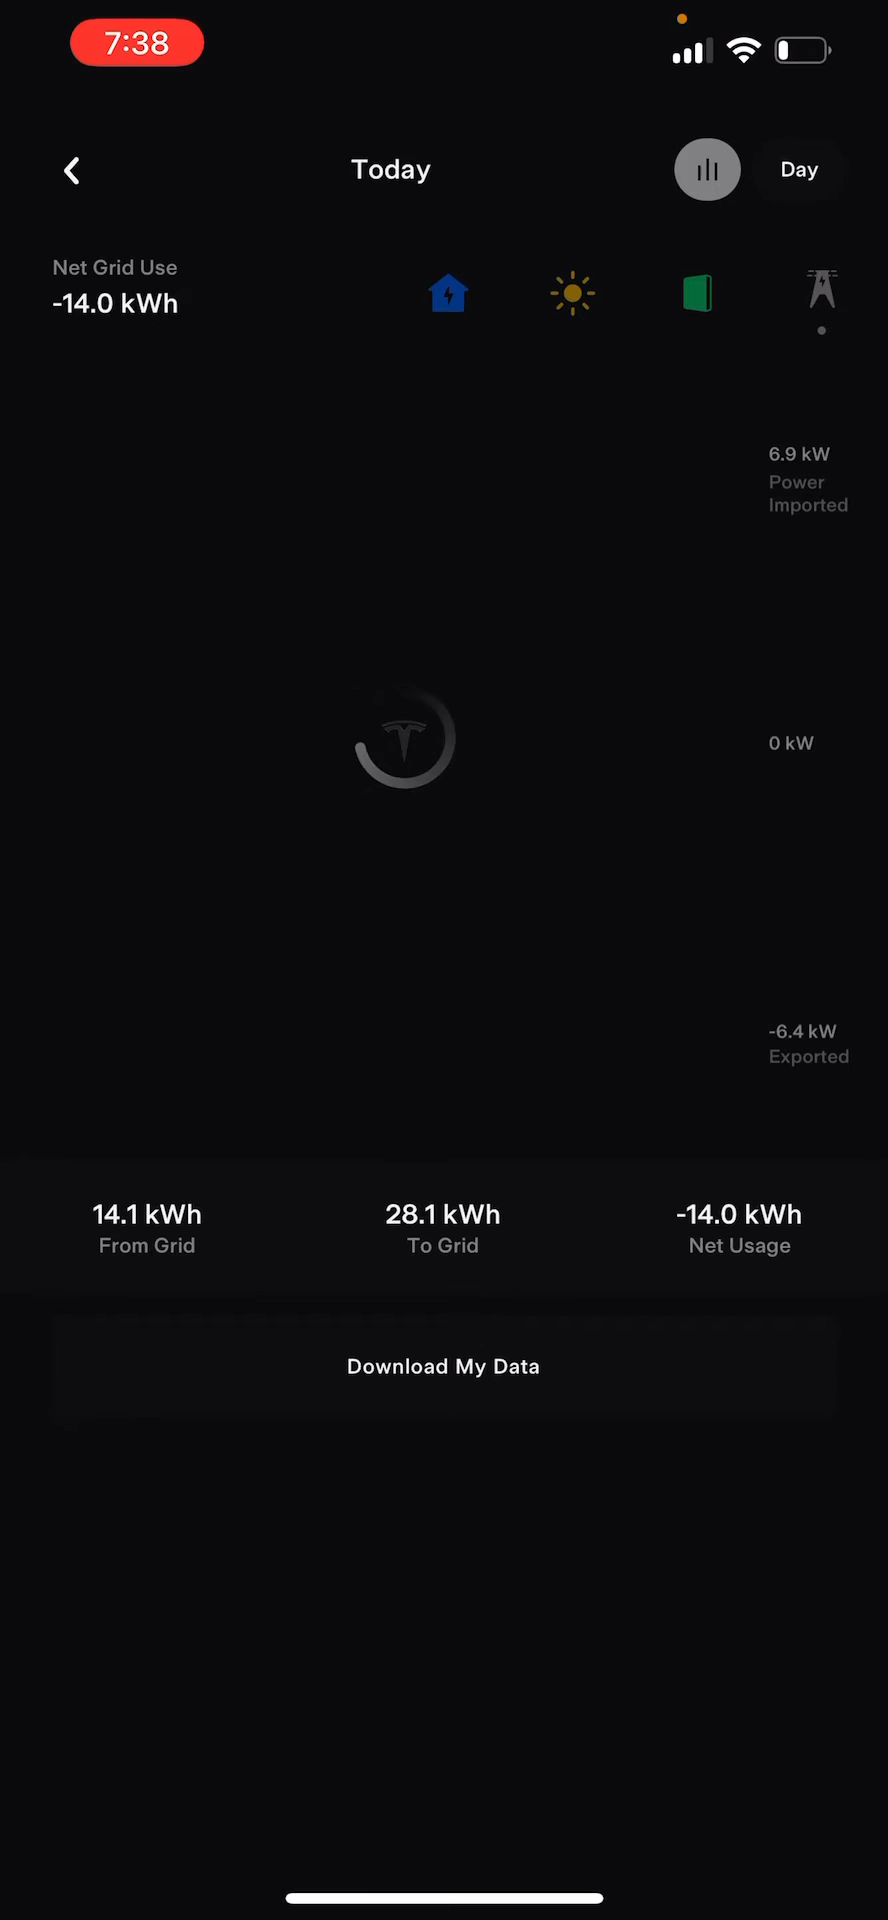 7:38
Today
Day
Net Grid Use
-14.0 kWh
6.9 kW
Power
Imported
0 kW
-6.4 kW
Exported
14.1 kWh
28.1 kWh
-14.0 kWh
From Grid
To Grid
Net Usage
Download My Data